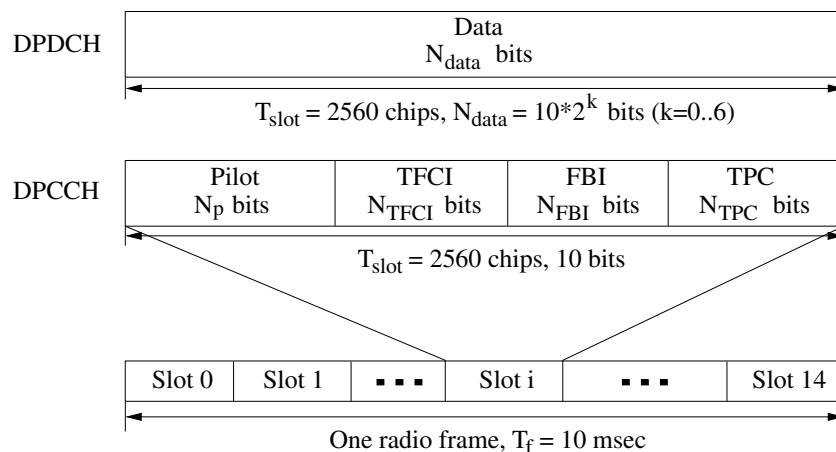 DPDCH
Data
N_data bits
T_slot = 2560 chips, N_data = 10*2^k bits (k=0..6)
DPCCH
Pilot TFCI FBI TPC
N_p bits N_TFCI bits N_FBI bits N_TPC bits
T_slot = 2560 chips, 10 bits
Slot 0 Slot 1 Slot i Slot 14
One radio frame, T_f = 10 msec